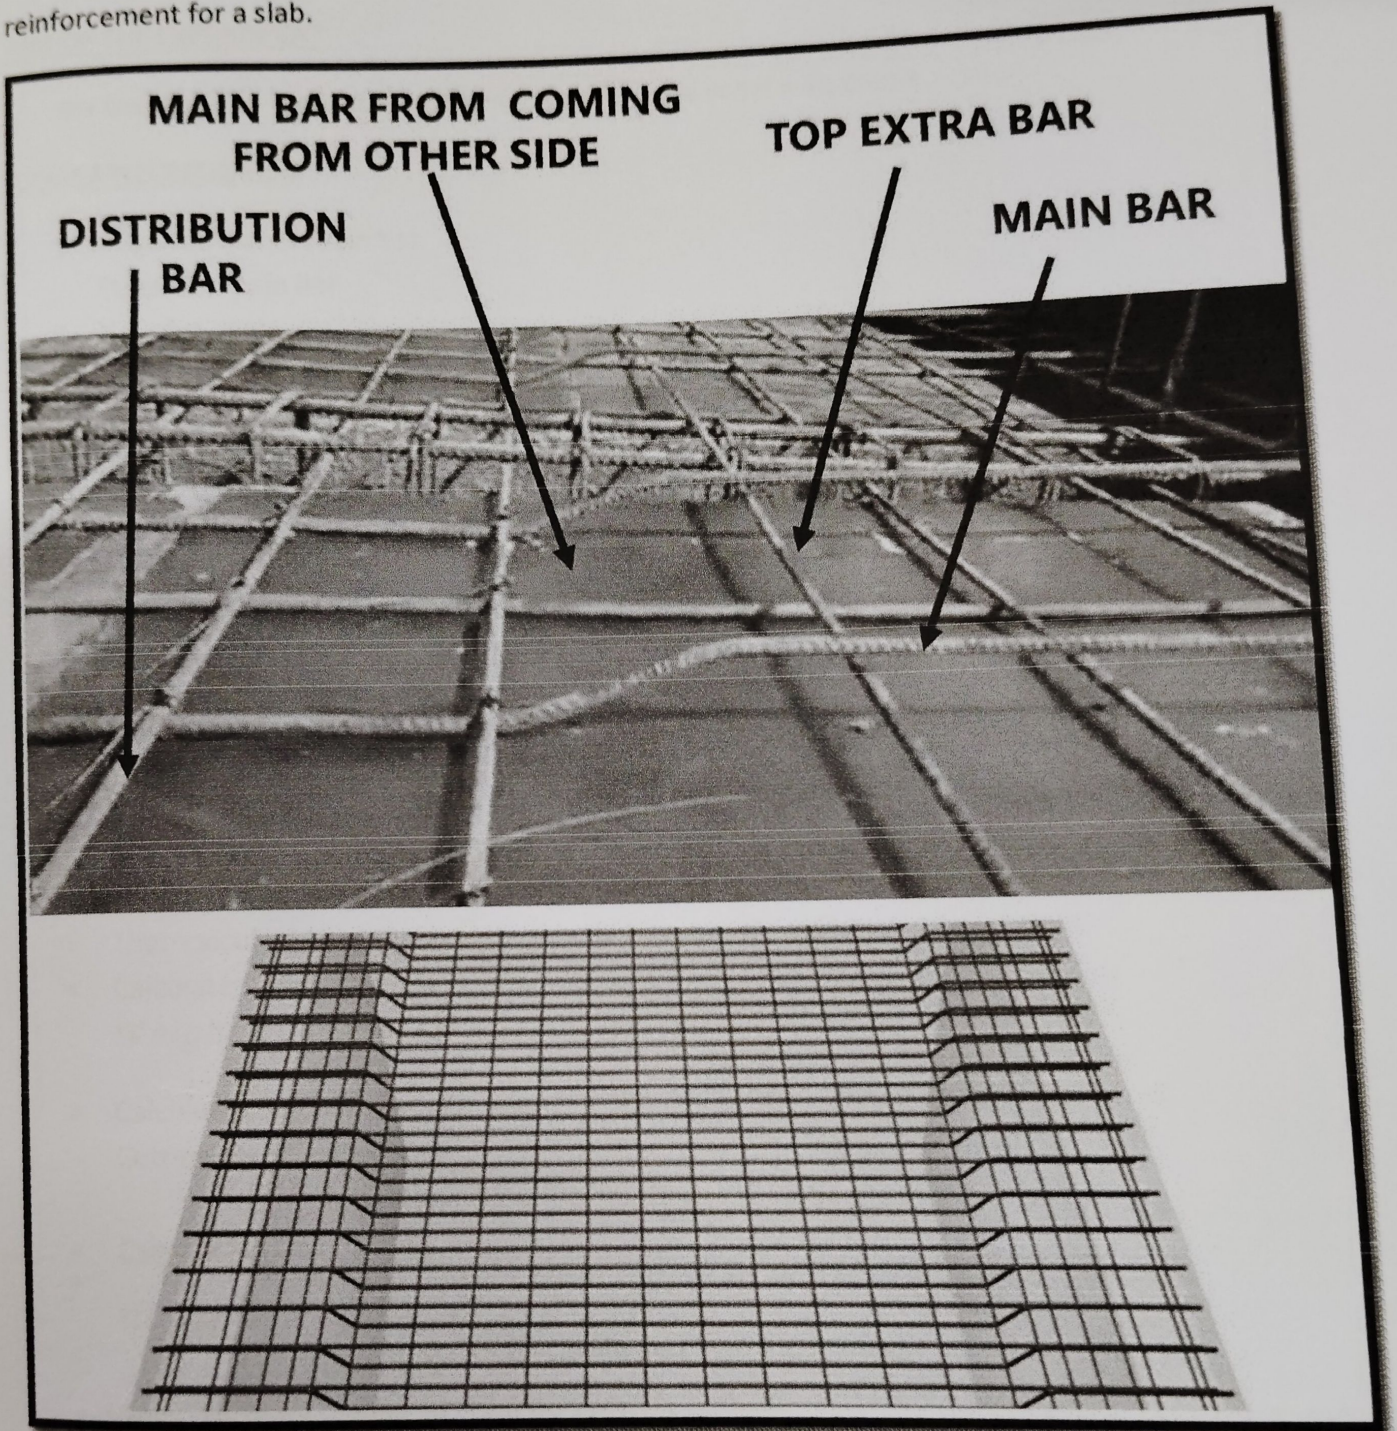 reinforcement for a slab.
MAIN BAR FROM COMING
FROM OTHER SIDE
TOP EXTRA BAR
MAIN BAR
DISTRIBUTION
BAR